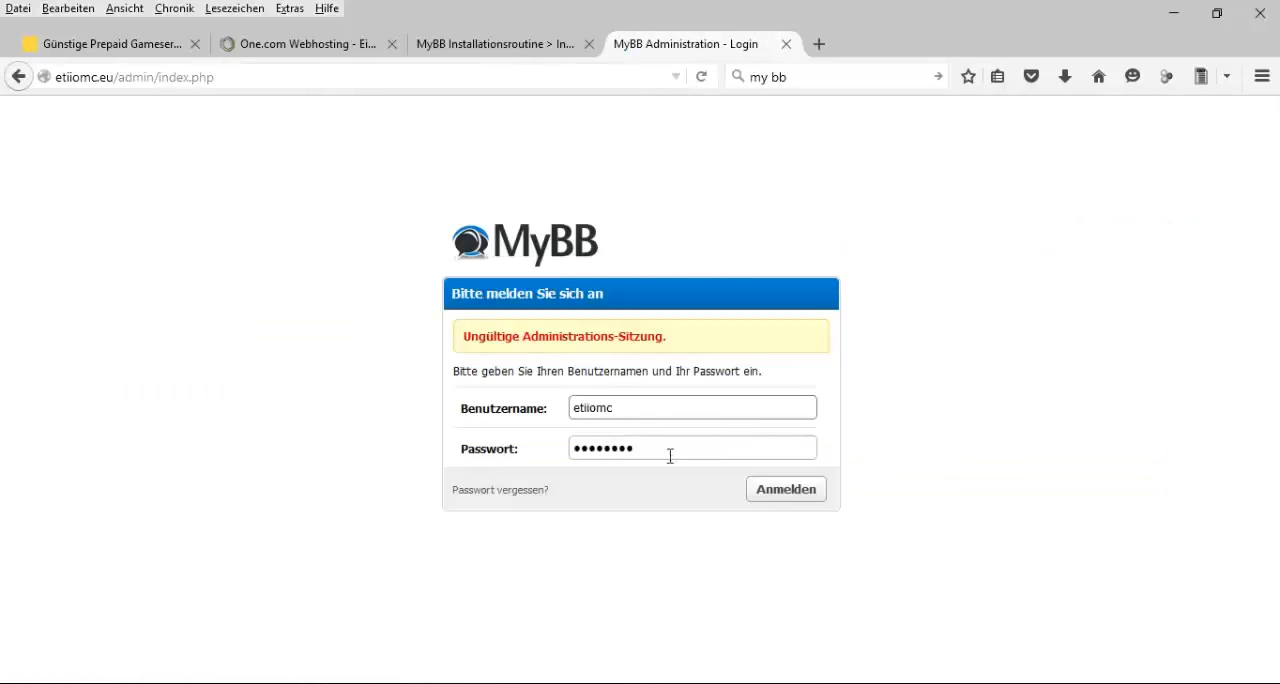 Datei Bearbeiten Ansicht Chronik Lesezeichen Extras Hilfe
Günstige Prepaid Gameser... One.com Webhosting - Ei... MyBB Installationsroutine > In... MyBB Administration - Login
etiiomc.eu/admin/index.php my bb
MyBB
Bitte melden Sie sich an
Ungültige Administrations-Sitzung.
Bitte geben Sie Ihren Benutzernamen und Ihr Passwort ein.
Benutzername: etiiomc
Passwort: ••••••••
Passwort vergessen? Anmelden